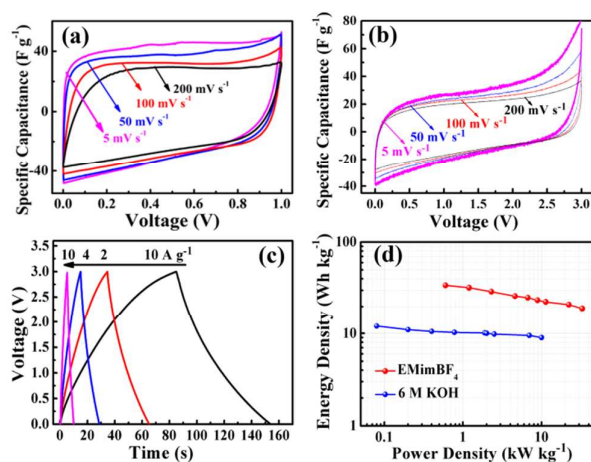 (a)
Specific Capacitance (F g-1)
40
0
-40
200 mV s-1
100 mV s-1
50 mV s-1
5 mV s-1
0.0 0.2 0.4 0.6 0.8 1.0
Voltage (V)
(b)
Specific Capacitance (F g-1)
80
60
40
20
0
-20
-40
200 mV s-1
100 mV s-1
50 mV s-1
5 mV s-1
0.0 0.5 1.0 1.5 2.0 2.5 3.0
Voltage (V)
(c)
Voltage (V)
3.5
3.0
2.5
2.0
1.5
1.0
0.5
0.0
10 4 2 10 A g-1
0 20 40 60 80 100 120 140 160
Time (s)
(d)
Energy Density (Wh kg-1)
100
10
1
EMimBF4
6 M KOH
0.1 1 10
Power Density (kW kg-1)